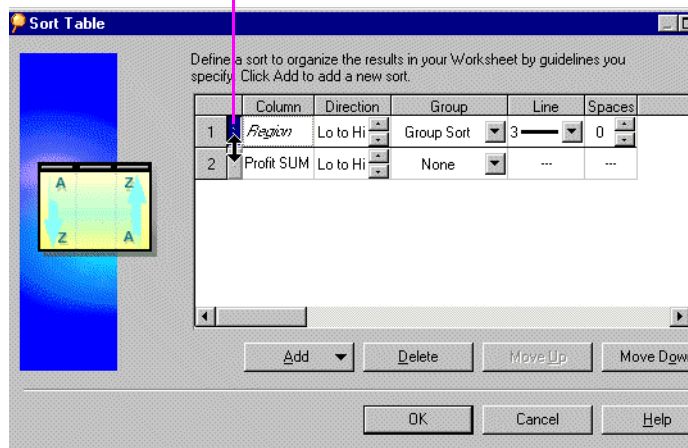 Sort Table
Define a sort to organize the results in your Worksheet by guidelines you
specify. Click Add to add a new sort.
Column Direction Group Line Spaces
1 Region Lo to Hi Group Sort 3 0
2 Profit SUM Lo to Hi None --- ---
A Z
Z A
Add Delete Move Up Move Dow
OK Cancel Help